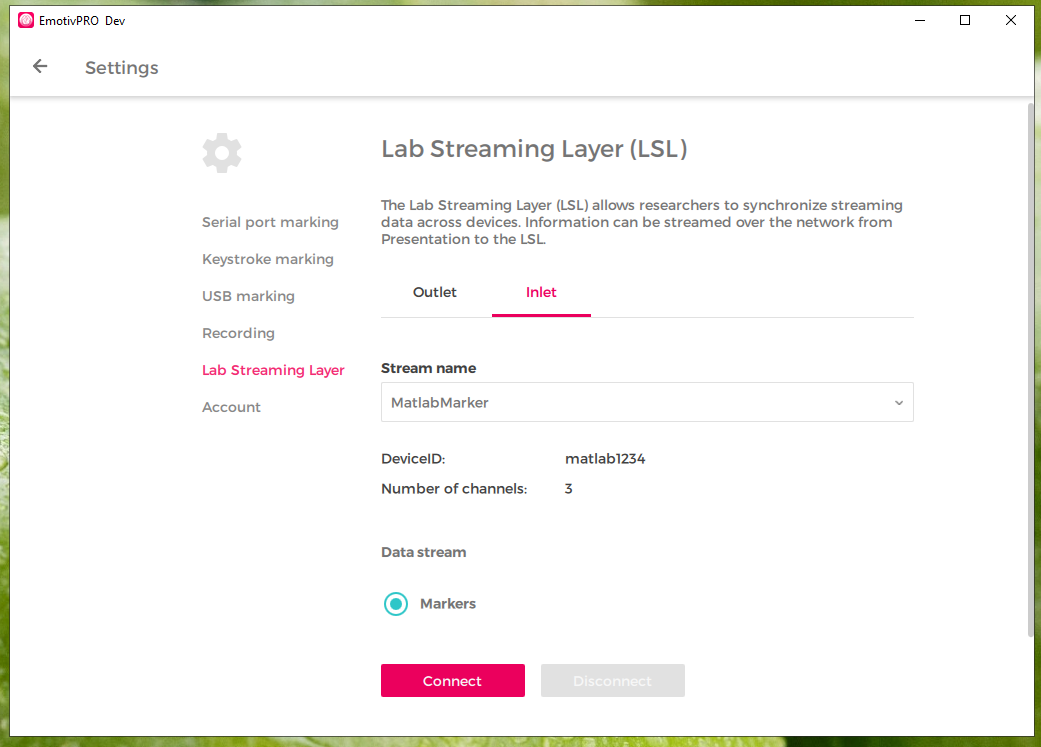 EmotivPRO Dev
Settings
Lab Streaming Layer (LSL)
The Lab Streaming Layer (LSL) allows researchers to synchronize streaming
data across devices. Information can be streamed over the network from
Presentation to the LSL.
Serial port marking
Keystroke marking
USB marking
Recording
Lab Streaming Layer
Account
Outlet Inlet
Stream name
MatlabMarker
DeviceID: matlab1234
Number of channels: 3
Data stream
Markers
Connect Disconnect